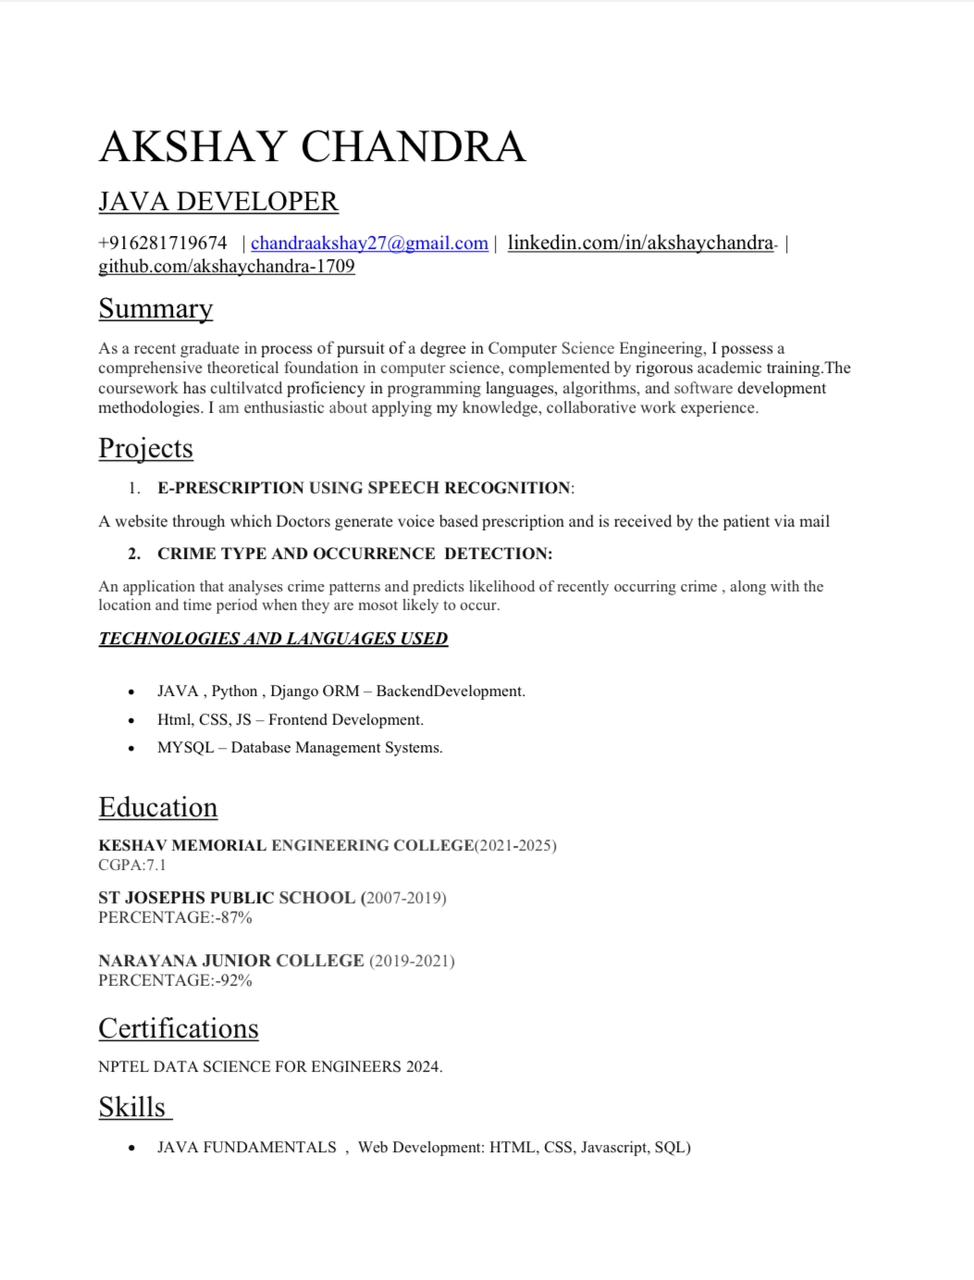 AKSHAY CHANDRA
JAVA DEVELOPER
+916281719674 | chandraakshay27@gmail.com | linkedin.com/in/akshaychandra- |
github.com/akshaychandra-1709
Summary
As a recent graduate in process of pursuit of a degree in Computer Science Engineering, I possess a
comprehensive theoretical foundation in computer science, complemented by rigorous academic training.The
coursework has cultilvatcd proficiency in programming languages, algorithms, and software development
methodologies. I am enthusiastic about applying my knowledge, collaborative work experience.
Projects
1. E-PRESCRIPTION USING SPEECH RECOGNITION:
A website through which Doctors generate voice based prescription and is received by the patient via mail
2. CRIME TYPE AND OCCURRENCE DETECTION:
An application that analyses crime patterns and predicts likelihood of recently occurring crime , along with the
location and time period when they are mosot likely to occur.
TECHNOLOGIES AND LANGUAGES USED
• JAVA , Python , Django ORM – BackendDevelopment.
• Html, CSS, JS – Frontend Development.
• MYSQL – Database Management Systems.
Education
KESHAV MEMORIAL ENGINEERING COLLEGE(2021-2025)
CGPA:7.1
ST JOSEPHS PUBLIC SCHOOL (2007-2019)
PERCENTAGE:-87%
NARAYANA JUNIOR COLLEGE (2019-2021)
PERCENTAGE:-92%
Certifications
NPTEL DATA SCIENCE FOR ENGINEERS 2024.
Skills
• JAVA FUNDAMENTALS , Web Development: HTML, CSS, Javascript, SQL)